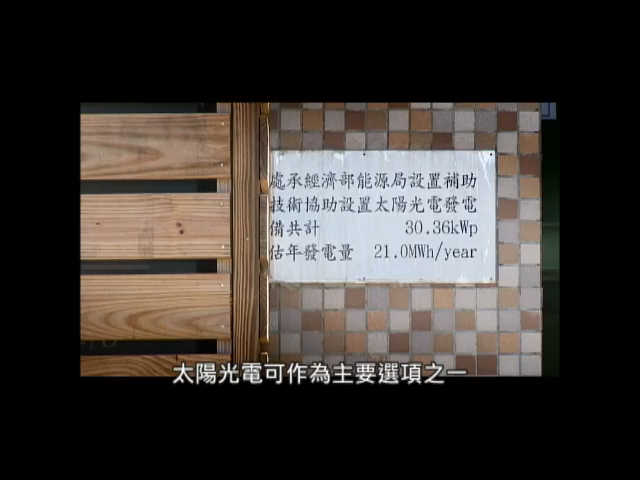 處承經濟部能源局設置補助
技術協助設置太陽光電發電
備共計 30.36kWp
估年發電量 21.0MWh/year
太陽光電可作為主要選項之一